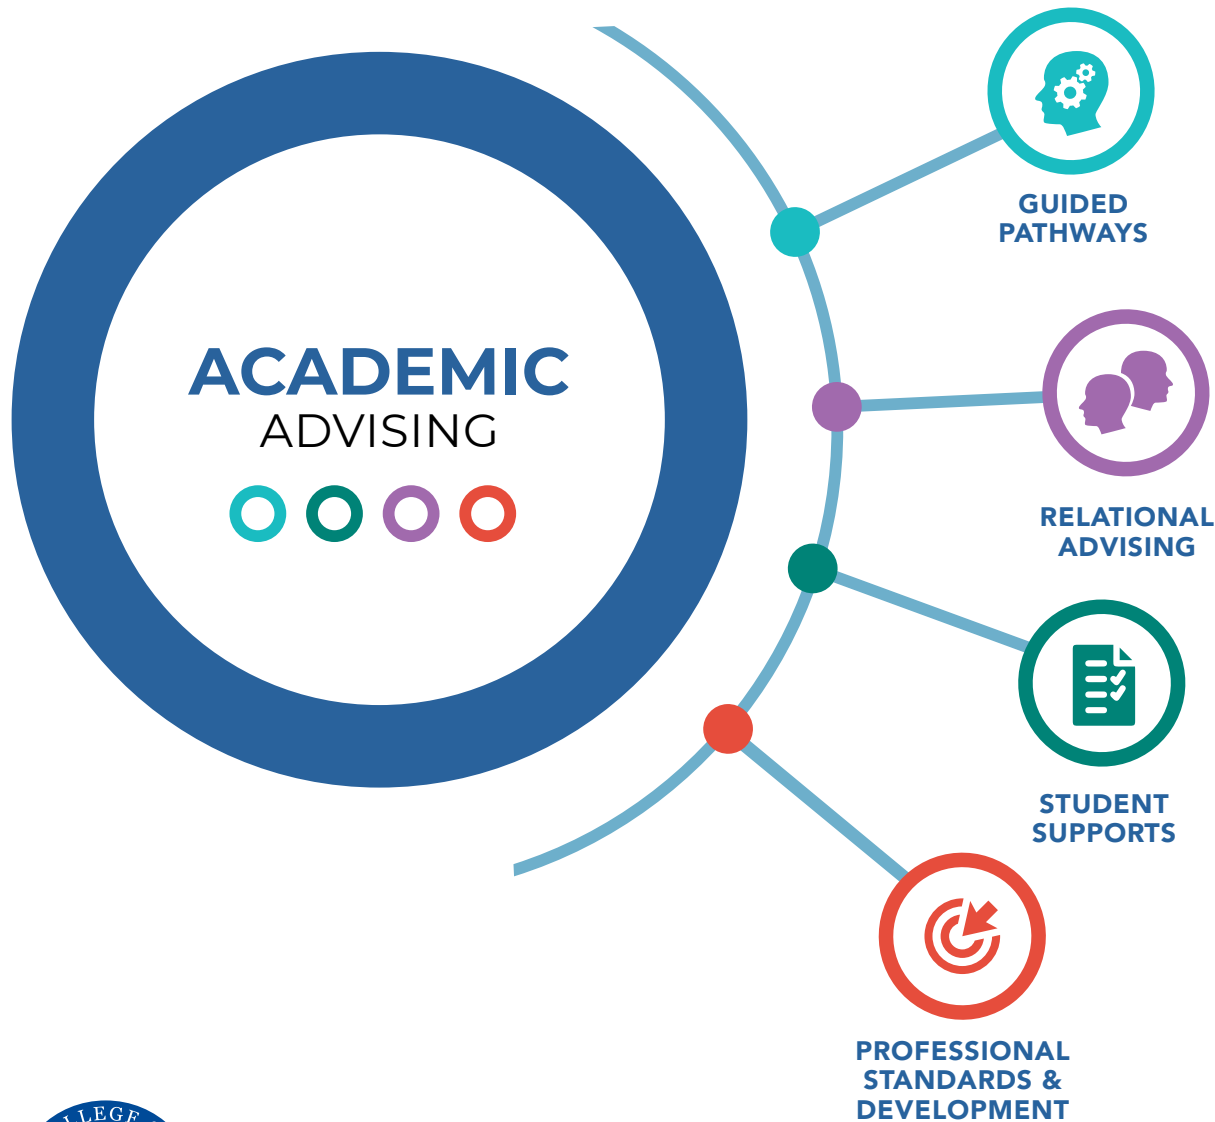 GUIDED
PATHWAYS
ACADEMIC
ADVISING
RELATIONAL
ADVISING
STUDENT
SUPPORTS
PROFESSIONAL
STANDARDS &
DEVELOPMENT